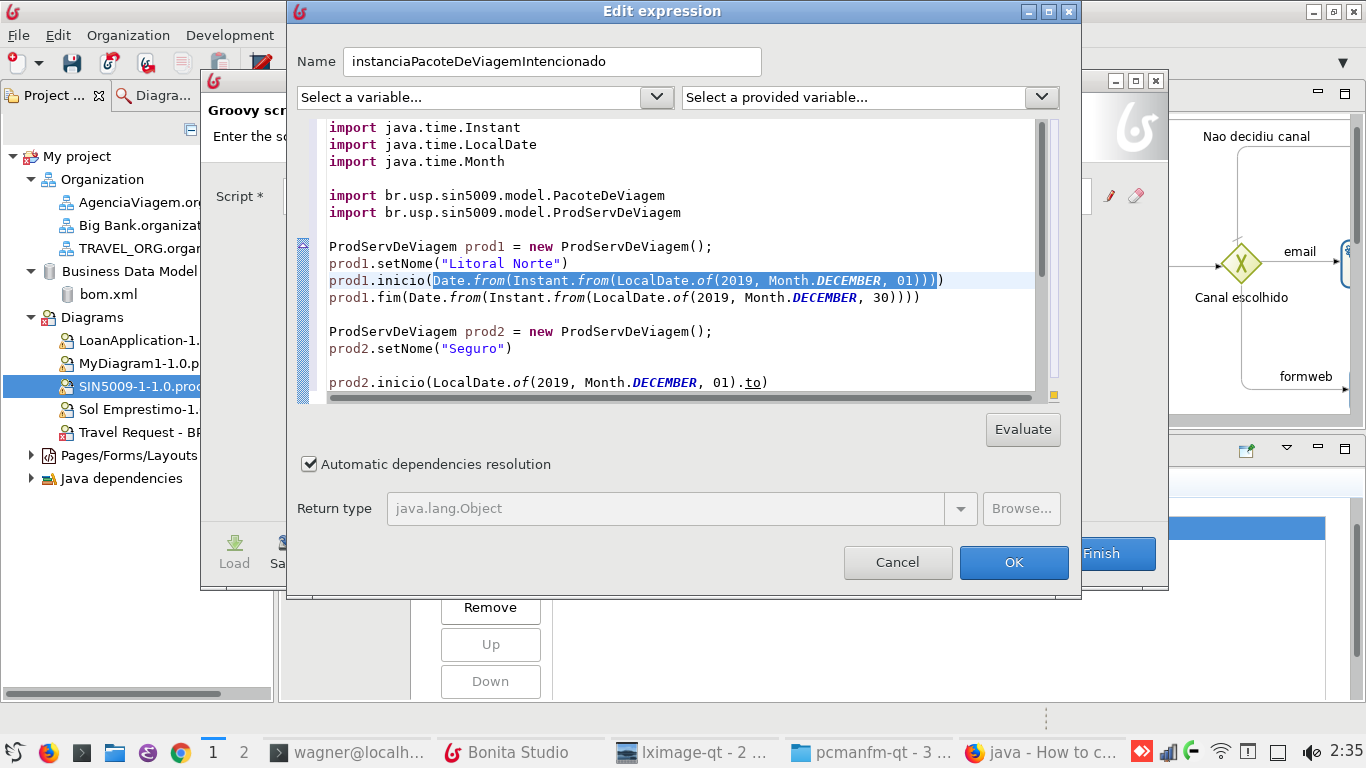 Edit expression
File Edit Organization Development
Project ...
Diagra...
My project
Organization
AgenciaViagem.or
Big Bank.organizat
TRAVEL_ORG.organ
Business Data Model
bom.xml
Diagrams
LoanApplication-1.
MyDiagram1-1.0.p
SIN5009-1-1.0.proc
Sol Emprestimo-1.
Travel Request - BP
Pages/Forms/Layouts
Java dependencies
Groovy scr
Enter the sc
Script *
Load
Sa
Finish
Name instanciaPacoteDeViagemIntencionado
Select a variable...
Select a provided variable...
import java.time.Instant
import java.time.LocalDate
import java.time.Month
import br.usp.sin5009.model.PacoteDeViagem
import br.usp.sin5009.model.ProdServDeViagem
ProdServDeViagem prod1 = new ProdServDeViagem();
prod1.setNome("Litoral Norte")
prod1.inicio(Date.from(Instant.from(LocalDate.of(2019, Month.DECEMBER, 01))))
prod1.fim(Date.from(Instant.from(LocalDate.of(2019, Month.DECEMBER, 30))))
ProdServDeViagem prod2 = new ProdServDeViagem();
prod2.setNome("Seguro")
prod2.inicio(LocalDate.of(2019, Month.DECEMBER, 01).to)
Evaluate
Automatic dependencies resolution
Return type java.lang.Object Browse...
Cancel
OK
Remove
Up
Down
Nao decidiu canal
X
email
Canal escolhido
formweb
1 2
wagner@localh...
Bonita Studio
lximage-qt - 2 ...
pcmanfm-qt - 3 ...
java - How to c...
2:35